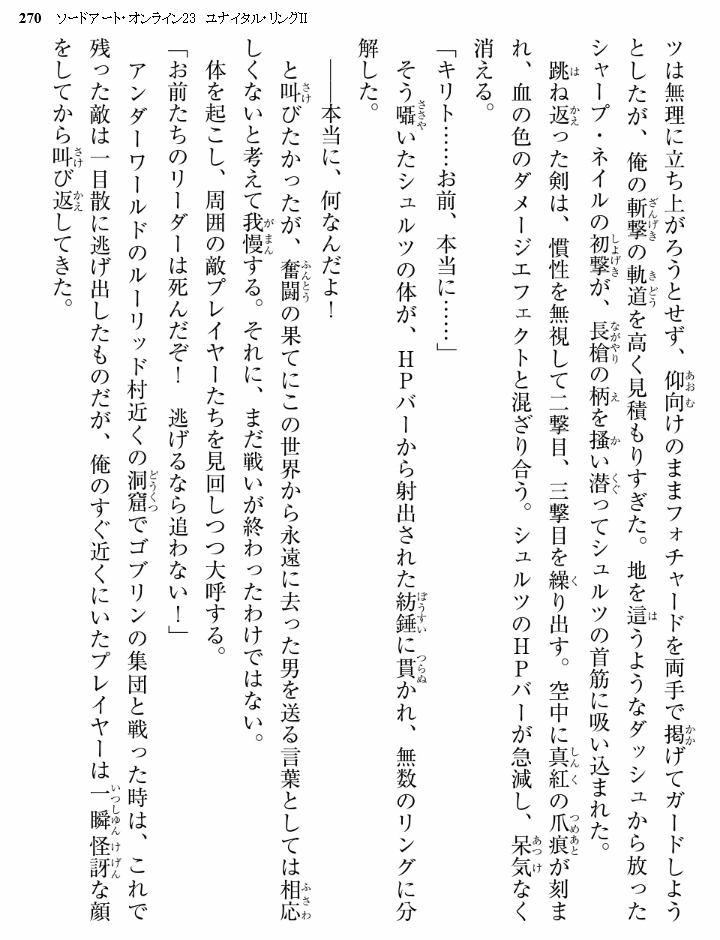 270 ソードアート・オンライン23 ユナイタル・リングII
ツは無理に立ち上がろうとせず、仰向けのままフォチャードを両手で掲げてガードしよう
としたが、俺の斬撃の軌道を高く見積もりすぎた。地を這うようなダッシュから放った
シャープ・ネイルの初撃が、長槍の柄を掻い潜ってシュルツの首筋に吸い込まれた。
跳ね返った剣は、慣性を無視して二撃目、三撃目を繰り出す。空中に真紅の爪痕が刻ま
れ、血の色のダメージエフェクトと混ざり合う。シュルツのHPバーが急減し、呆気なく
消える。
「キリト……お前、本当に……」
そう囁いたシュルツの体が、HPバーから射出された紡錘に貫かれ、無数のリングに分
解した。
――本当に、何なんだよ！
と叫びたかったが、奮闘の果てにこの世界から永遠に去った男を送る言葉としては相応
しくないと考えて我慢する。それに、まだ戦いが終わったわけではない。
体を起こし、周囲の敵プレイヤーたちを見回しつつ大呼する。
「お前たちのリーダーは死んだぞ！　逃げるなら追わない！」
アンダーワールドのルーリッド村近くの洞窟でゴブリンの集団と戦った時は、これで
残った敵は一目散に逃げ出したものだが、俺のすぐ近くにいたプレイヤーは一瞬怪訝な顔
をしてから叫び返してきた。